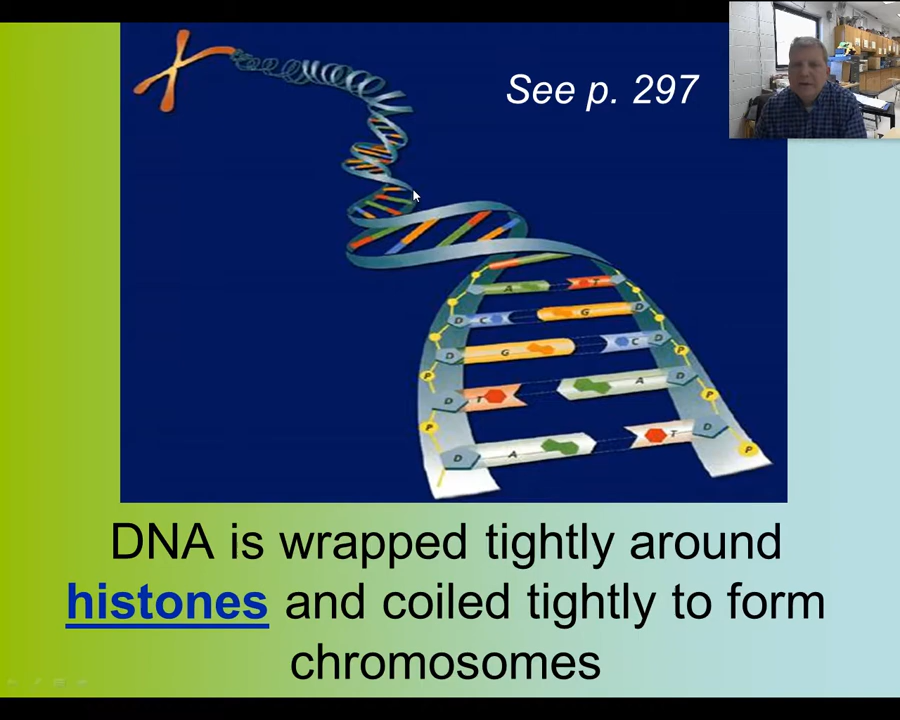 See p. 297
A T
D C G D
D G C D
P P
D T A D
P P
D A T D
P
DNA is wrapped tightly around
histones and coiled tightly to form
chromosomes